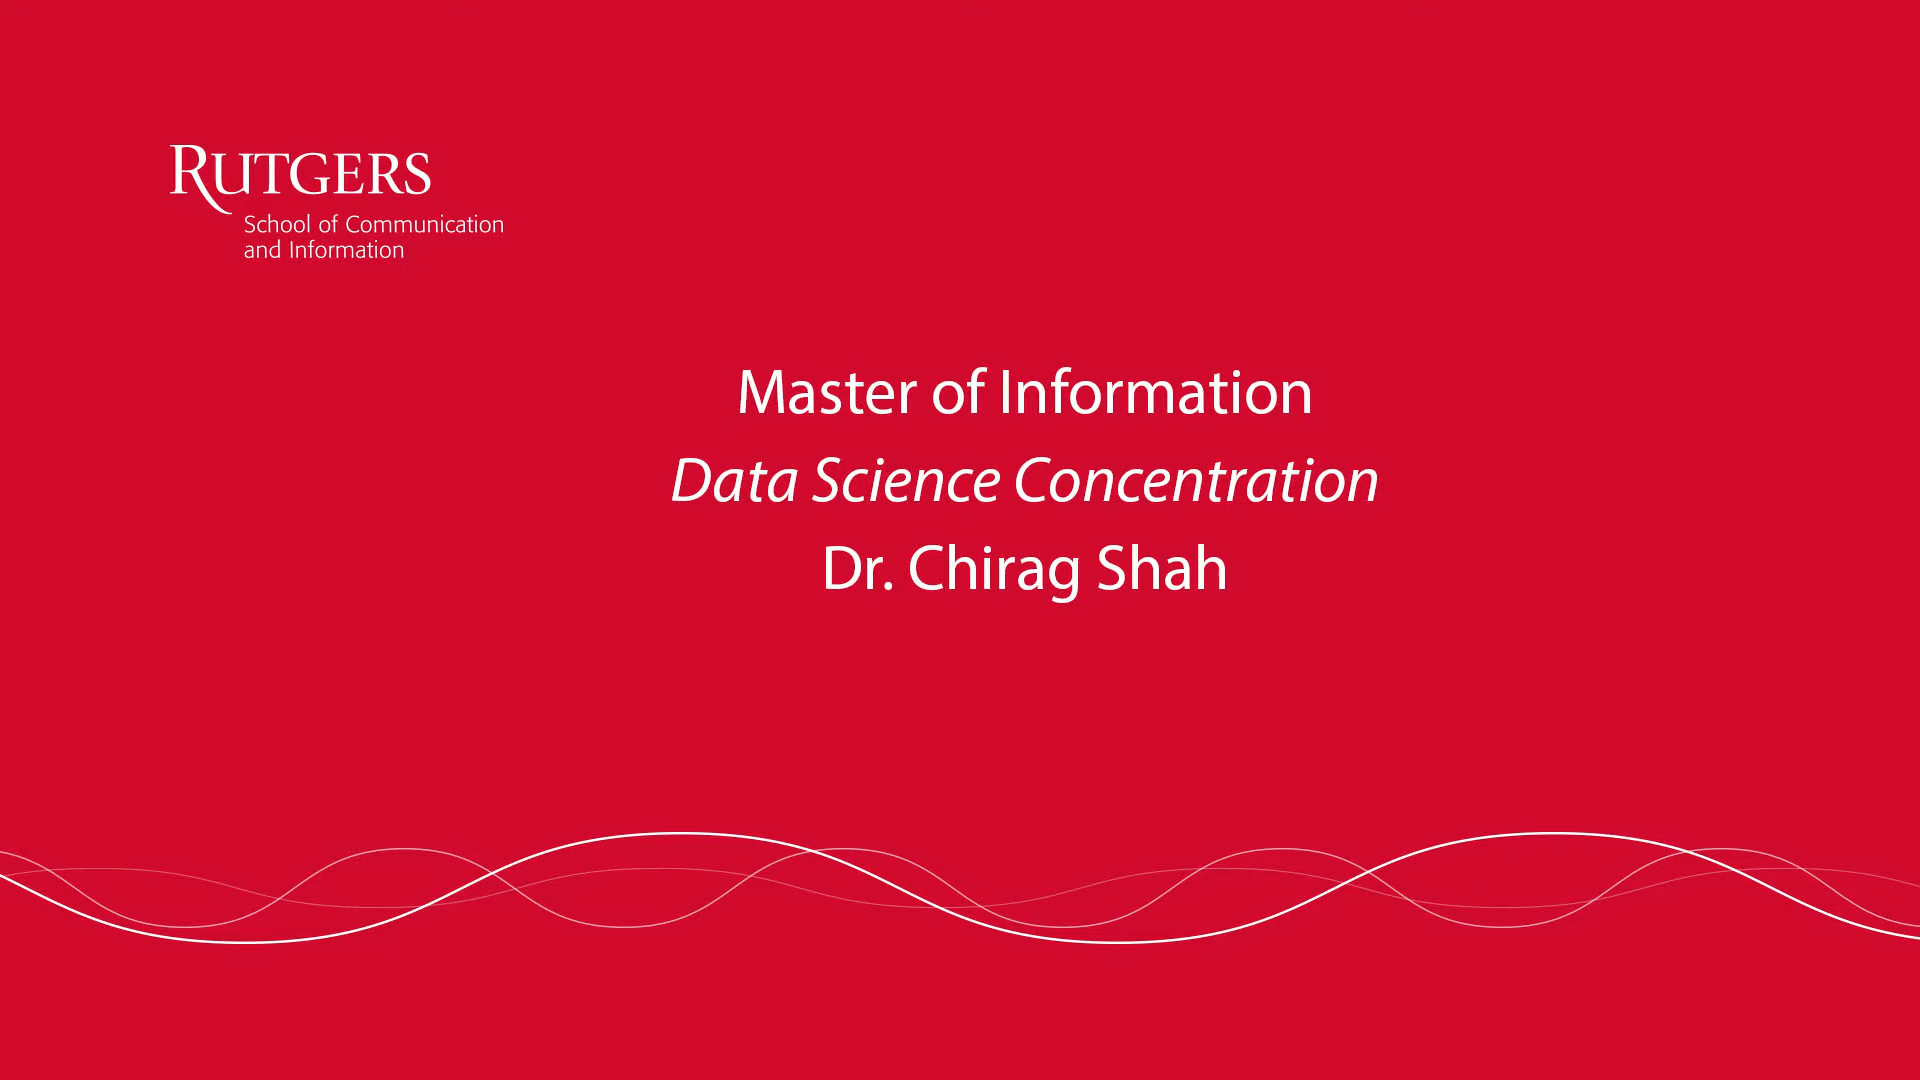 RUTGERS
School of Communication
and Information
Master of Information
Data Science Concentration
Dr. Chirag Shah